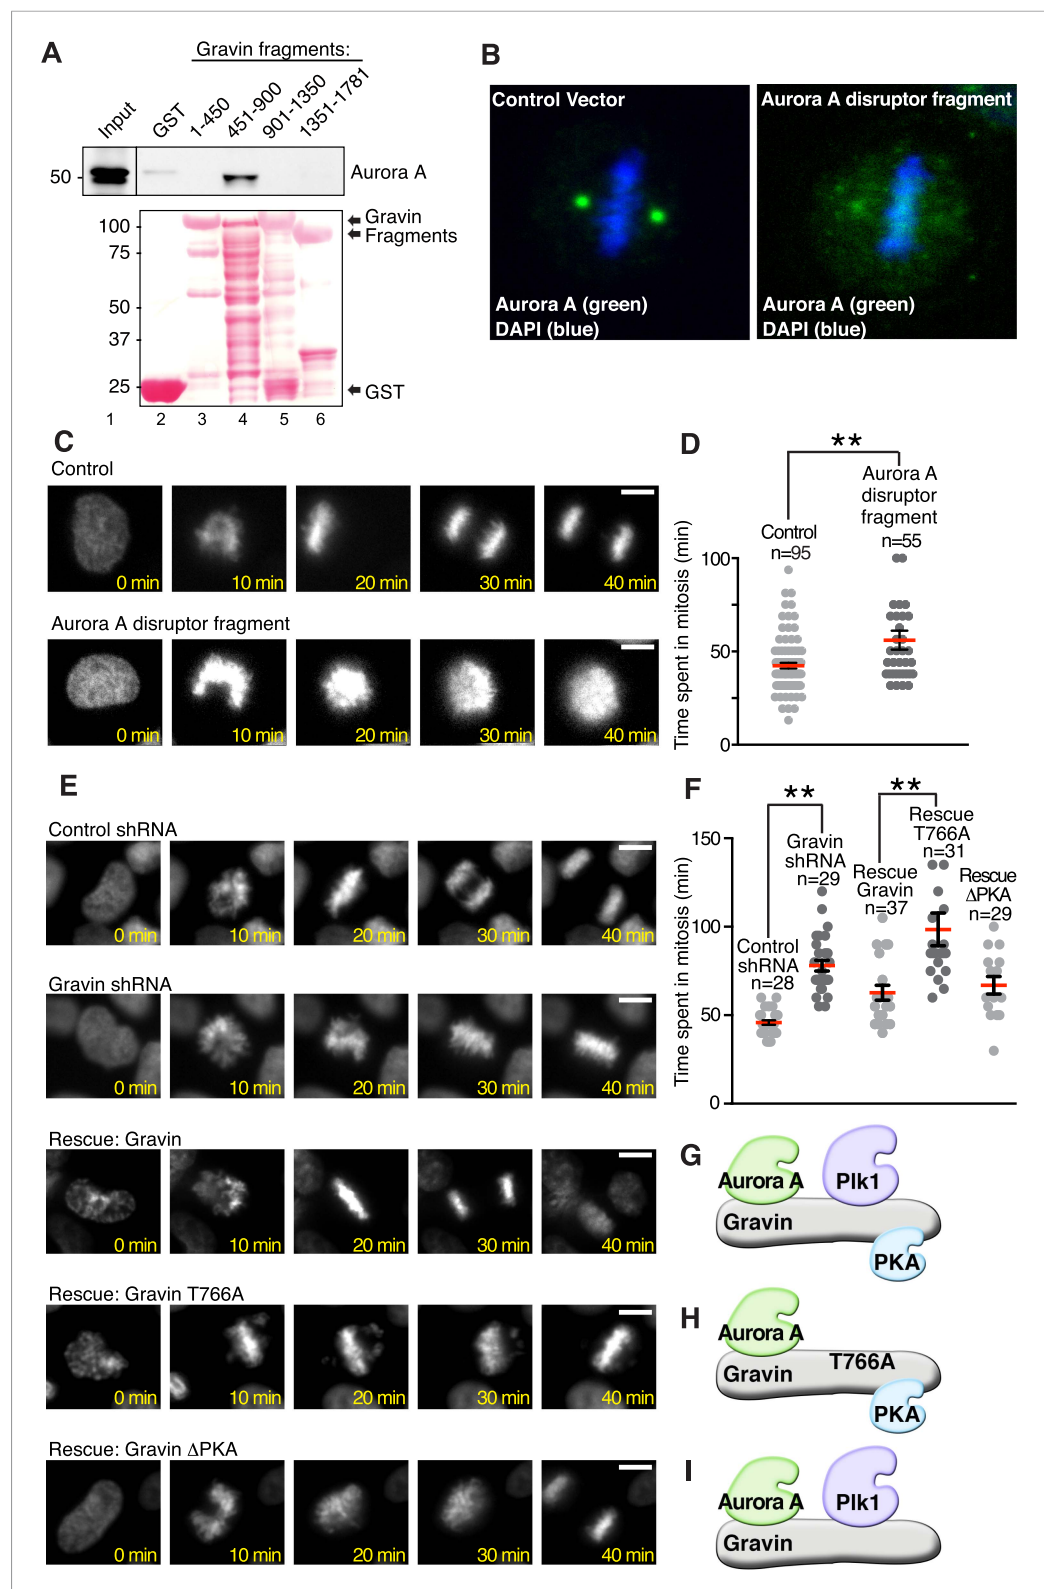 A
Gravin fragments:
Input
GST
1-450
451-900
901-1350
1351-1781
50
Aurora A
100
75
50
37
25
Gravin
Fragments
GST
1 2 3 4 5 6
B
Control Vector
Aurora A (green)
DAPI (blue)
Aurora A disruptor fragment
Aurora A (green)
DAPI (blue)
C
Control
0 min
10 min
20 min
30 min
40 min
Aurora A disruptor fragment
0 min
10 min
20 min
30 min
40 min
D
**
Control
n=95
Aurora A
disruptor
fragment
n=55
Time spent in mitosis (min)
100
50
0
E
Control shRNA
0 min
10 min
20 min
30 min
40 min
Gravin shRNA
0 min
10 min
20 min
30 min
40 min
Rescue: Gravin
0 min
10 min
20 min
30 min
40 min
Rescue: Gravin T766A
0 min
10 min
20 min
30 min
40 min
Rescue: Gravin ΔPKA
0 min
10 min
20 min
30 min
40 min
F
**
**
Control
shRNA
n=28
Gravin
shRNA
n=29
Rescue
Gravin
n=37
Rescue
T766A
n=31
Rescue
ΔPKA
n=29
Time spent in mitosis (min)
150
100
50
0
G
Aurora A
Plk1
Gravin
PKA
H
Aurora A
Gravin
T766A
PKA
I
Aurora A
Plk1
Gravin